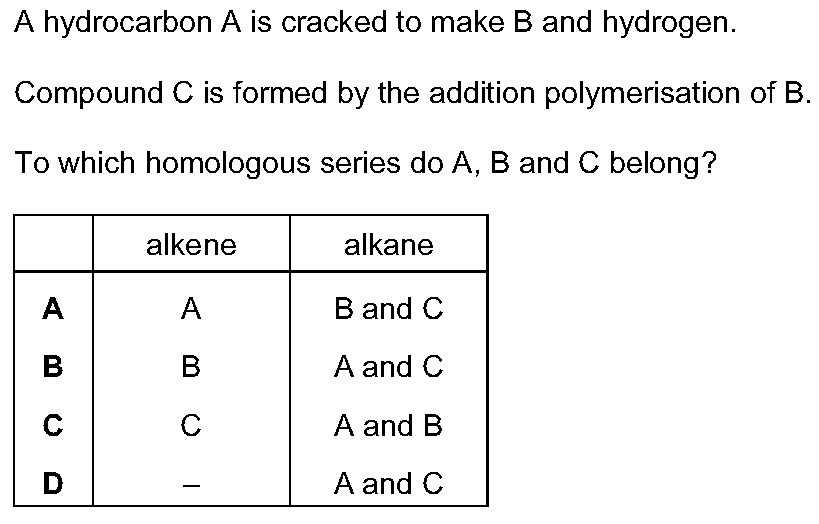 A hydrocarbon A is cracked to make B and hydrogen.
Compound C is formed by the addition polymerisation of B.
To which homologous series do A, B and C belong?
alkene alkane
A A B and C
B B A and C
C C A and B
D – A and C